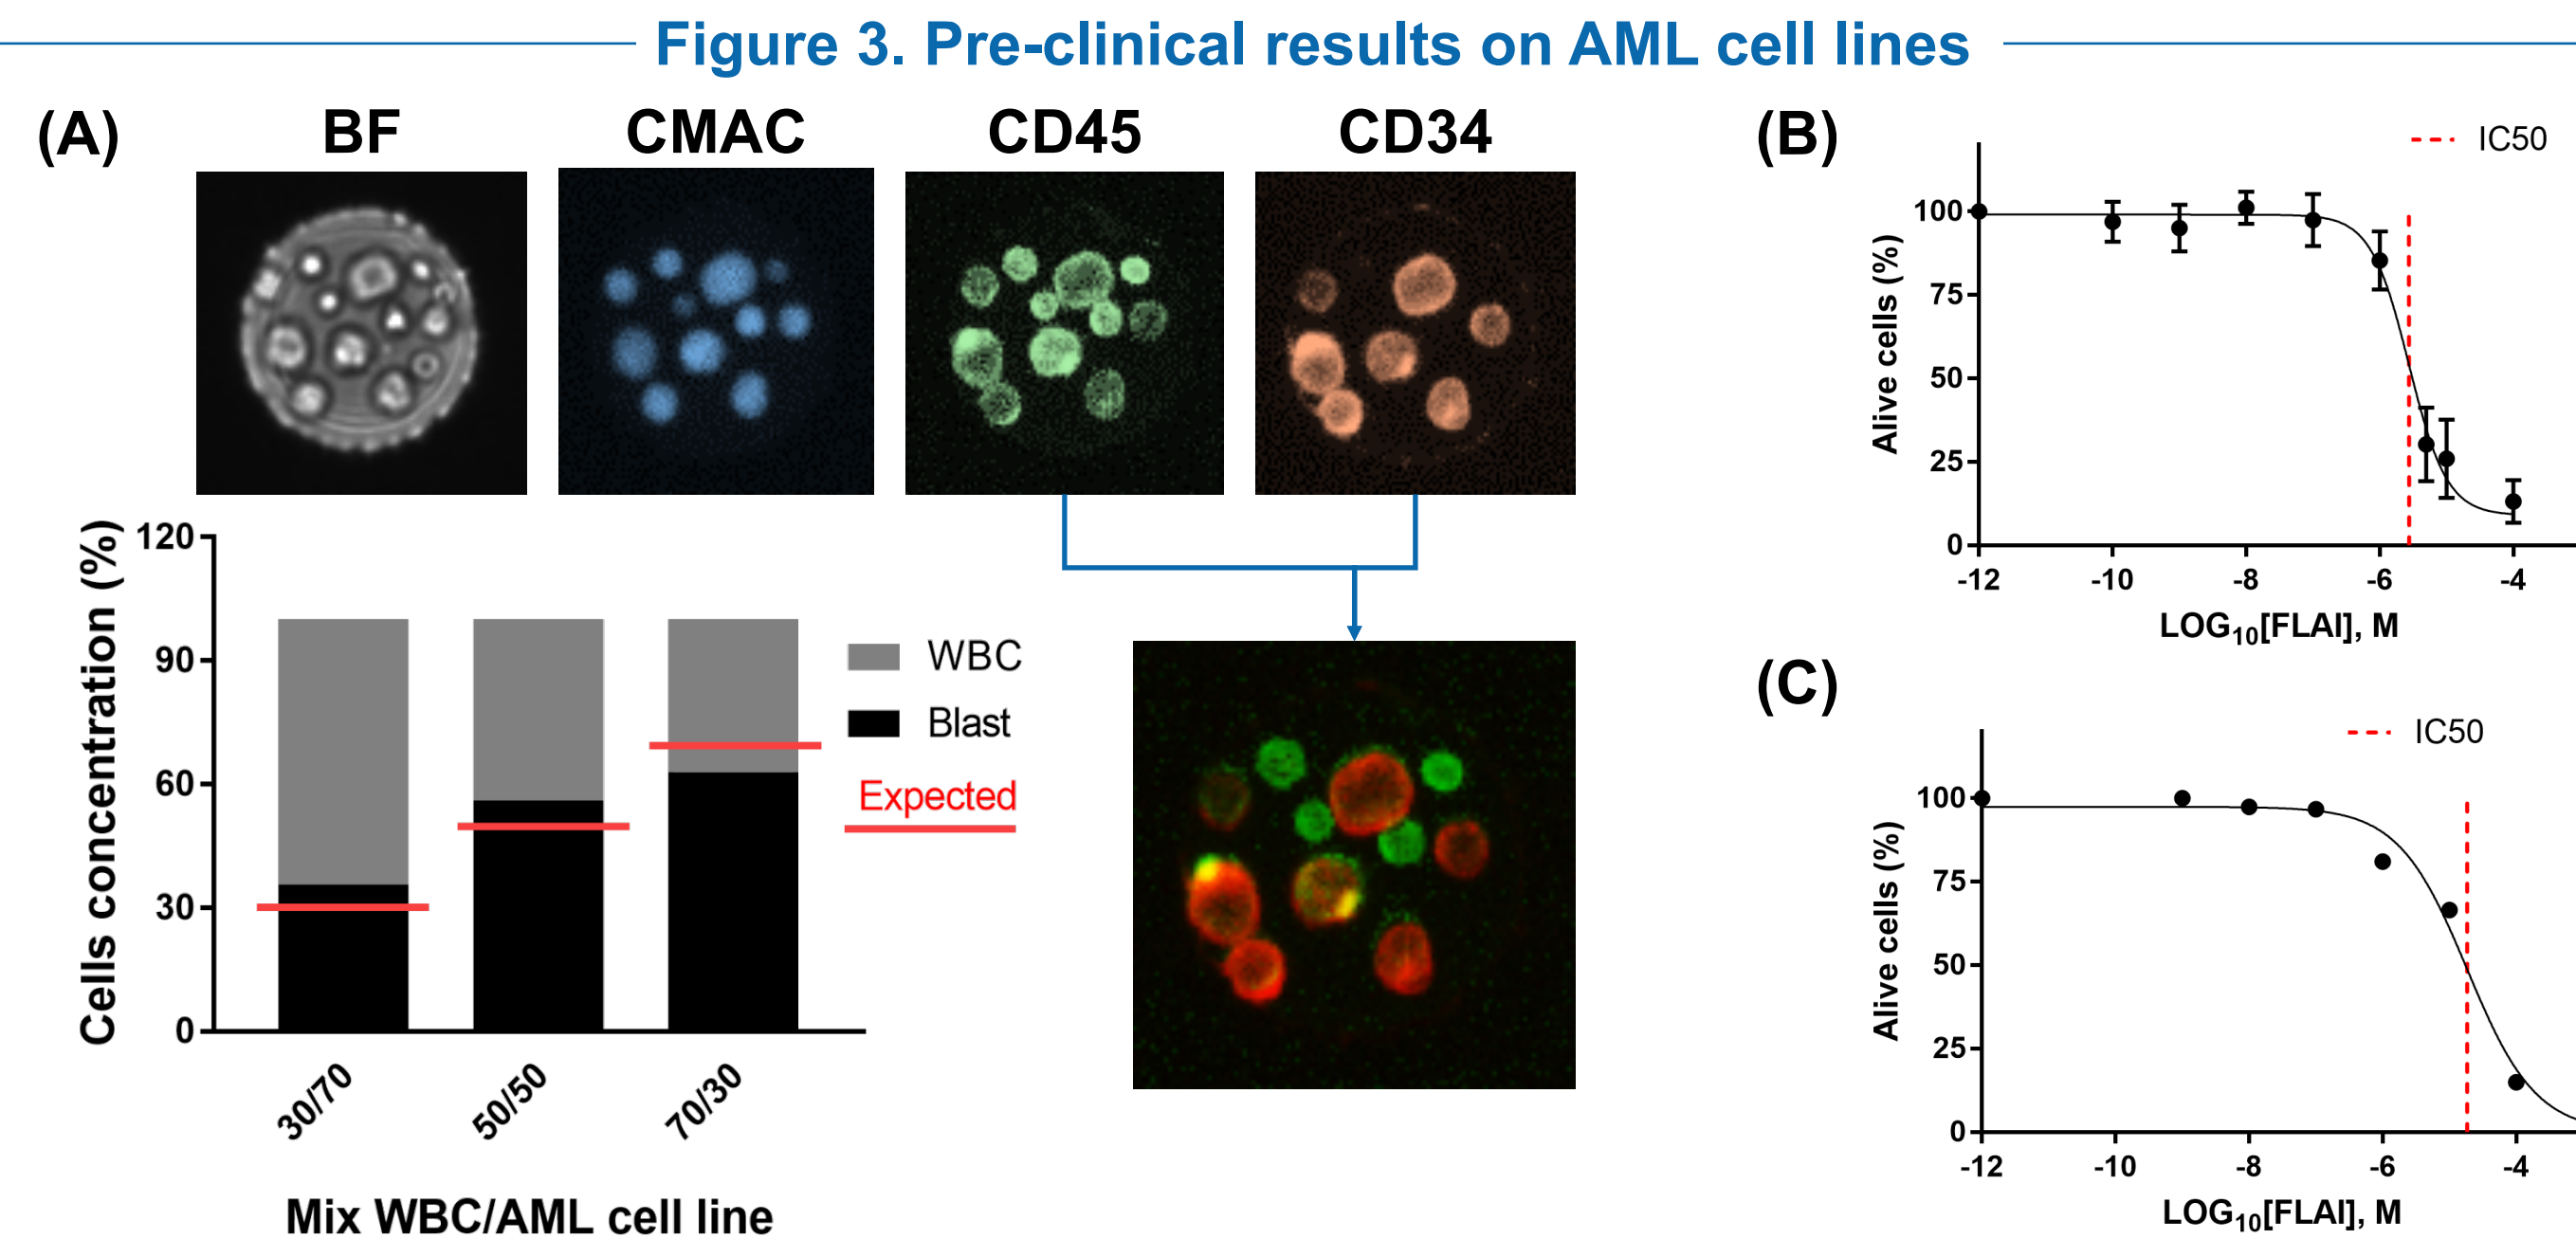 Figure 3. Pre-clinical results on AML cell lines
(A)
BF
CMAC
CD45
CD34
Cells concentration (%)
120
90
60
30
0
30/70
50/50
70/30
Mix WBC/AML cell line
WBC
Blast
Expected
(B)
IC50
Alive cells (%)
100
75
50
25
0
-12
-10
-8
-6
-4
LOG10[FLAI], M
(C)
IC50
Alive cells (%)
100
75
50
25
0
-12
-10
-8
-6
-4
LOG10[FLAI], M